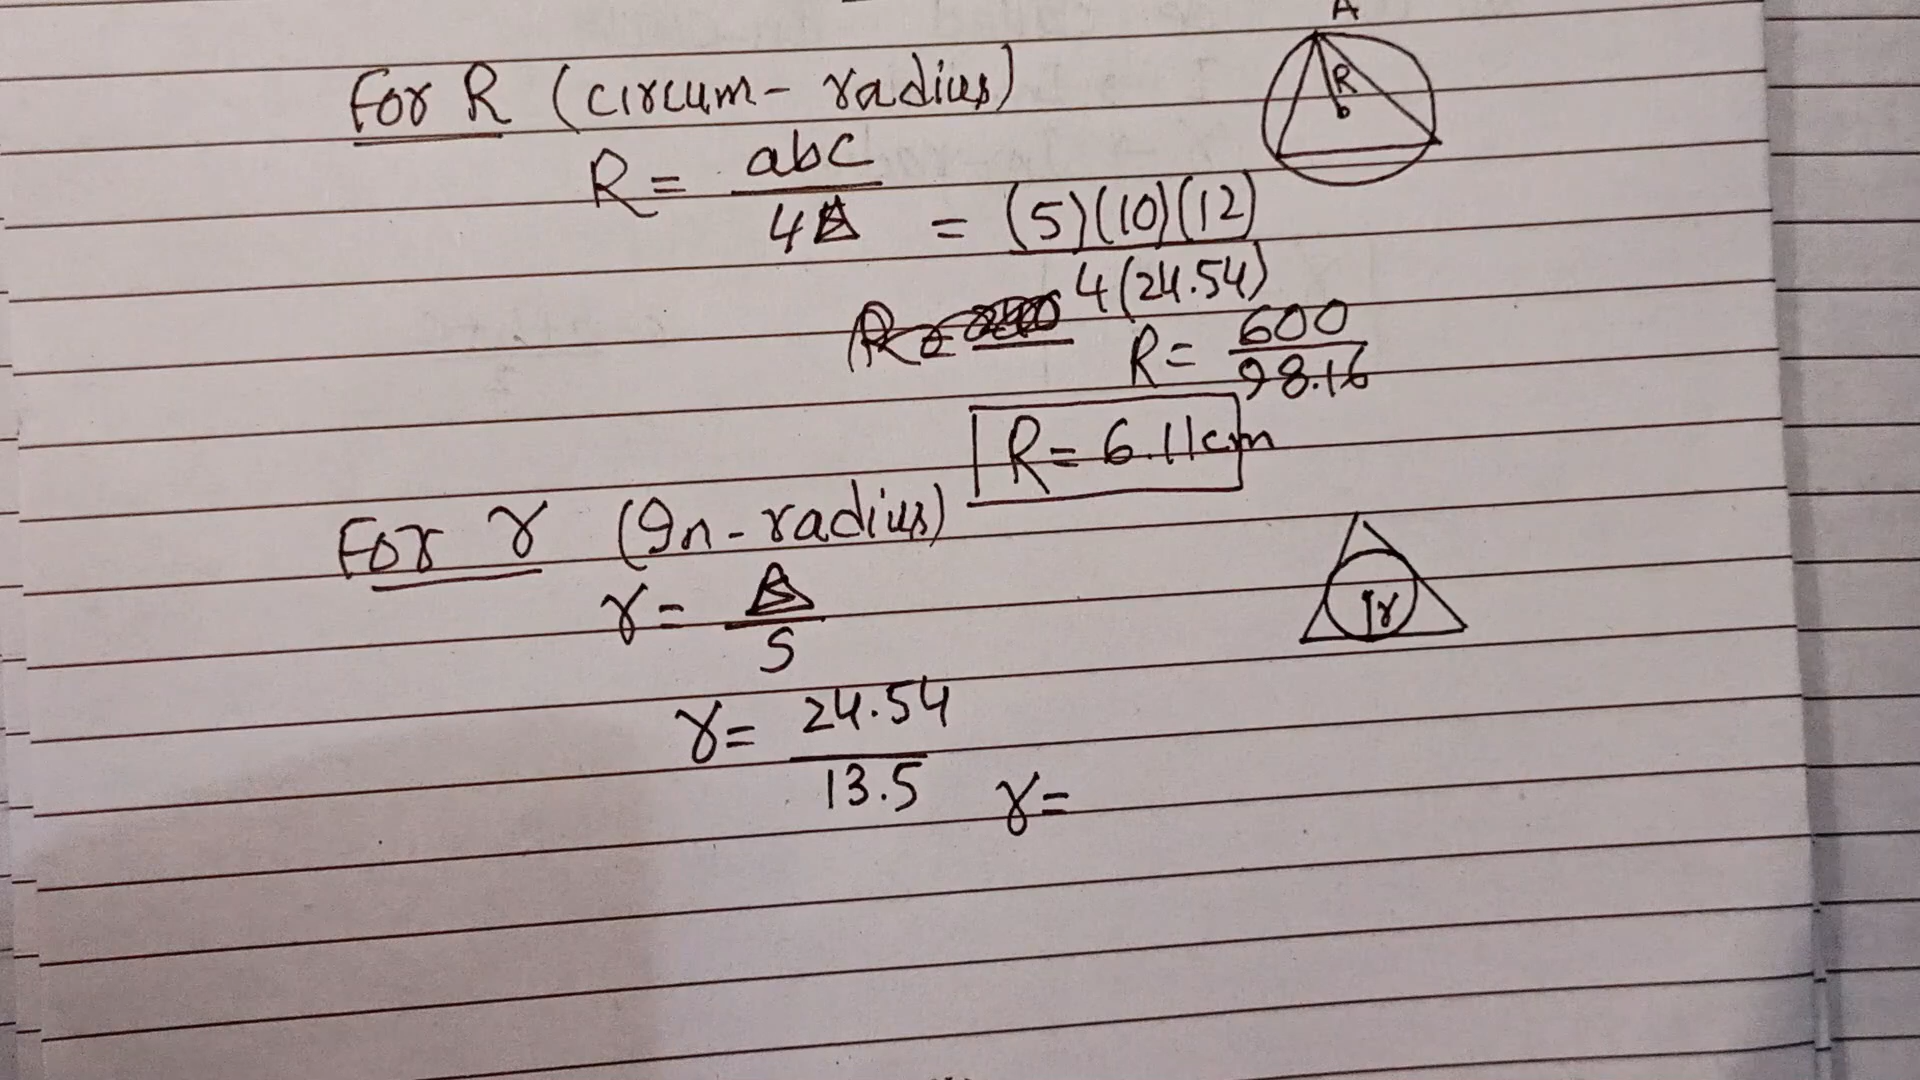 A
For R (circum-radius)
R
R = abc / 4Δ = (5)(10)(12) / 4(24.54)
R = 600 / 98.16
R = 6.11cm
For r (In-radius)
r = Δ / S
r
r = 24.54 / 13.5
r =